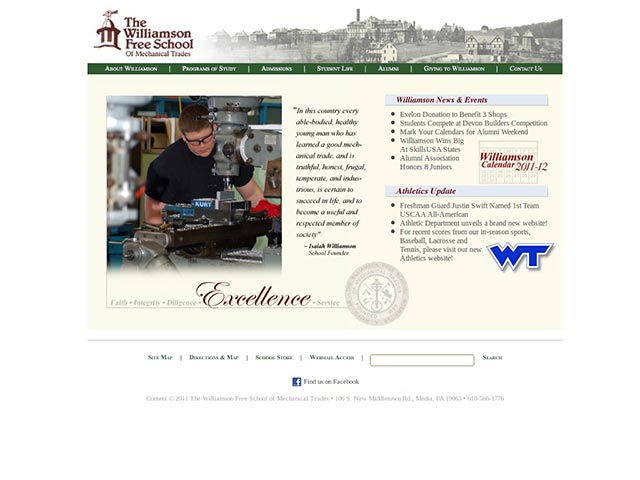 The
Williamson
Free School
Of Mechanical Trades
About Williamson | Programs of Study | Admissions | Student Life | Alumni | Giving to Williamson | Contact Us
"In this country every
able-bodied, healthy
young man who has
learned a good mech-
anical trade, and is
truthful, honest, frugal,
temperate, and indus-
trious, is certain to
succeed in life, and to
become a useful and
respected member of
society"
~ Isaiah Williamson
School Founder
KURT
Faith • Integrity • Diligence • Excellence • Service
Williamson News & Events
Exelon Donation to Benefit 3 Shops
Students Compete at Devon Builders Competition
Mark Your Calendars for Alumni Weekend
Williamson Wins Big
At SkillsUSA States
Alumni Association
Honors 8 Juniors
Williamson
Calendar 2011-12
Athletics Update
Freshman Guard Justin Swift Named 1st Team
USCAA All-American
Athletic Department unveils a brand new website!
For recent scores from our in-season sports,
Baseball, Lacrosse and
Tennis, please visit our new
Athletics website!
WT
Site Map | Directions & Map | School Store | Webmail Access | Search
Find us on Facebook
Content © 2011 The Williamson Free School of Mechanical Trades • 106 S. New Middletown Rd., Media, PA 19063 • 610-566-1776